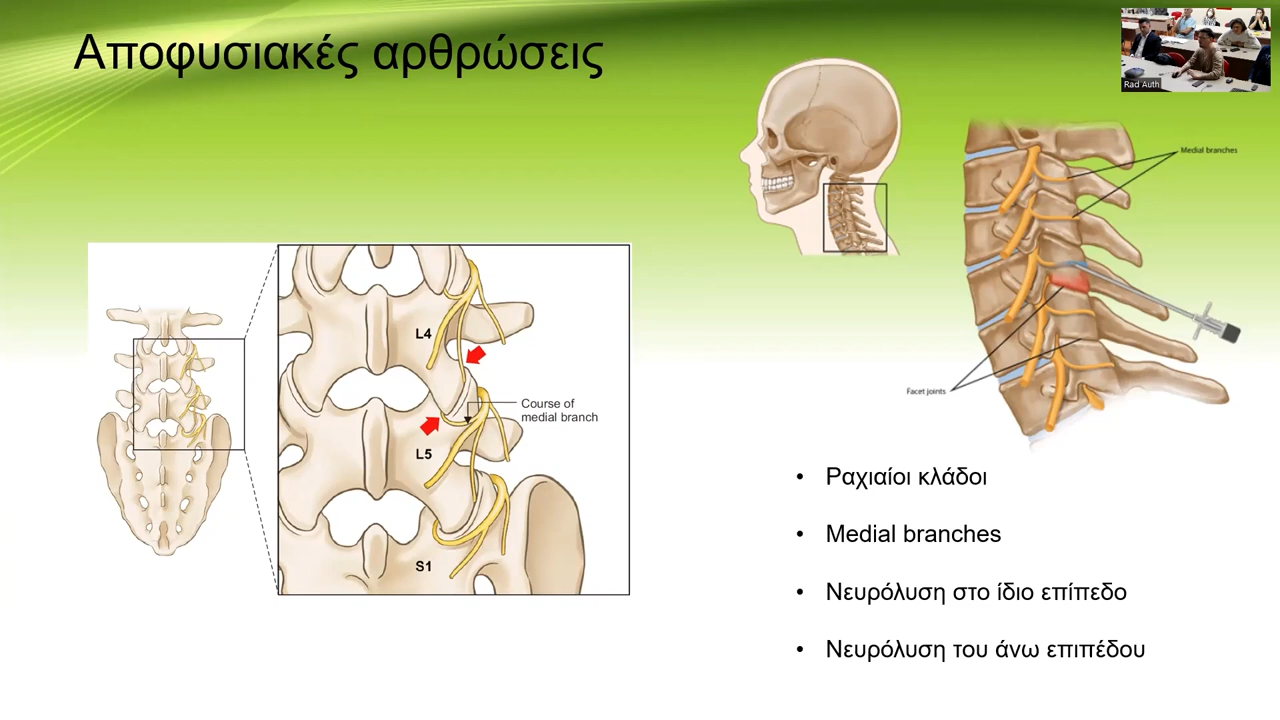 Αποφυσιακές αρθρώσεις
Rad Auth
Medial branches
L4
Course of
medial branch
L5
S1
Facet joints
• Ραχιαίοι κλάδοι
• Medial branches
• Νευρόλυση στο ίδιο επίπεδο
• Νευρόλυση του άνω επιπέδου